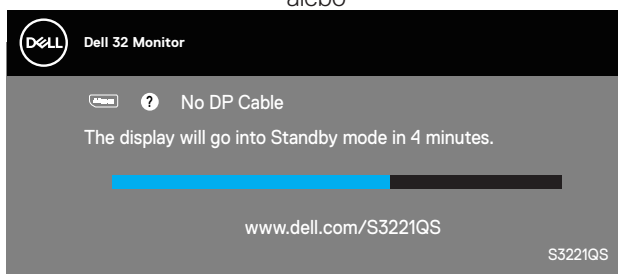 alebo
DELL
Dell 32 Monitor
? No DP Cable
The display will go into Standby mode in 4 minutes.
www.dell.com/S3221QS
S3221QS